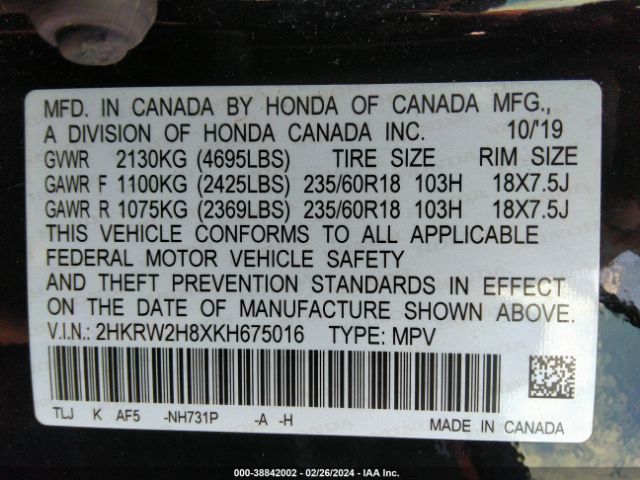 MFD. IN CANADA BY HONDA OF CANADA MFG.,
A DIVISION OF HONDA CANADA INC. 10/'19
GVWR 2130KG (4695LBS) TIRE SIZE RIM SIZE
GAWR F 1100KG (2425LBS) 235/60R18 103H 18X7.5J
GAWR R 1075KG (2369LBS) 235/60R18 103H 18X7.5J
THIS VEHICLE CONFORMS TO ALL APPLICABLE
FEDERAL MOTOR VEHICLE SAFETY
AND THEFT PREVENTION STANDARDS IN EFFECT
ON THE DATE OF MANUFACTURE SHOWN ABOVE.
V.I.N.: 2HKRW2H8XKH675016 TYPE: MPV
TLJ K AF5 -NH731P -A -H MADE IN CANADA
000-38842002 - 02/26/2024 - IAA Inc.